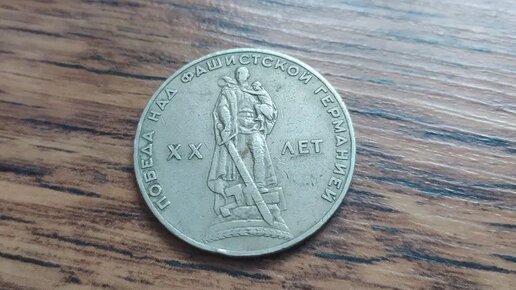 ПОБЕДА НАД ФАШИСТСКОЙ ГЕРМАНИЕЙ
XX ЛЕТ